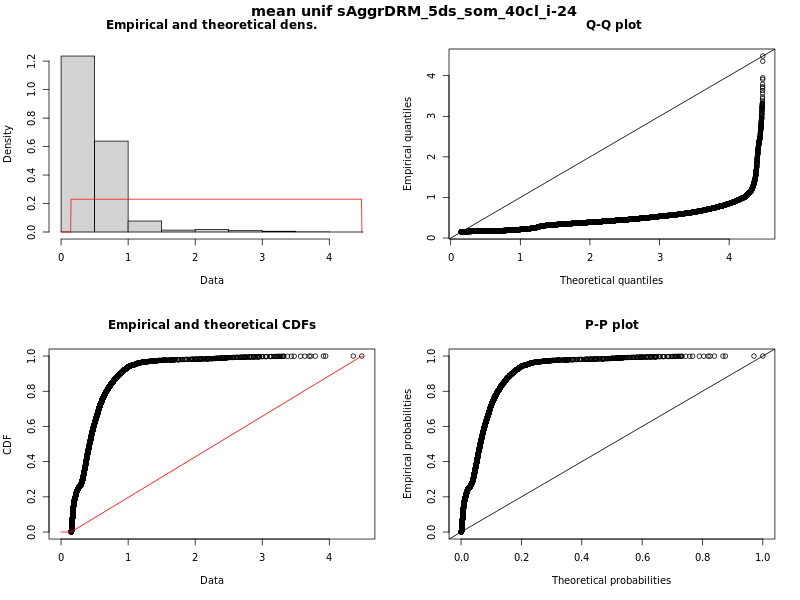 mean unif sAggrDRM_5ds_som_40cl_i-24
Empirical and theoretical dens.
Density
0.0 0.2 0.4 0.6 0.8 1.0 1.2
0 1 2 3 4
Data
Q-Q plot
Empirical quantiles
0 1 2 3 4
0 1 2 3 4
Theoretical quantiles
Empirical and theoretical CDFs
CDF
0.0 0.2 0.4 0.6 0.8 1.0
0 1 2 3 4
Data
P-P plot
Empirical probabilities
0.0 0.2 0.4 0.6 0.8 1.0
0.0 0.2 0.4 0.6 0.8 1.0
Theoretical probabilities